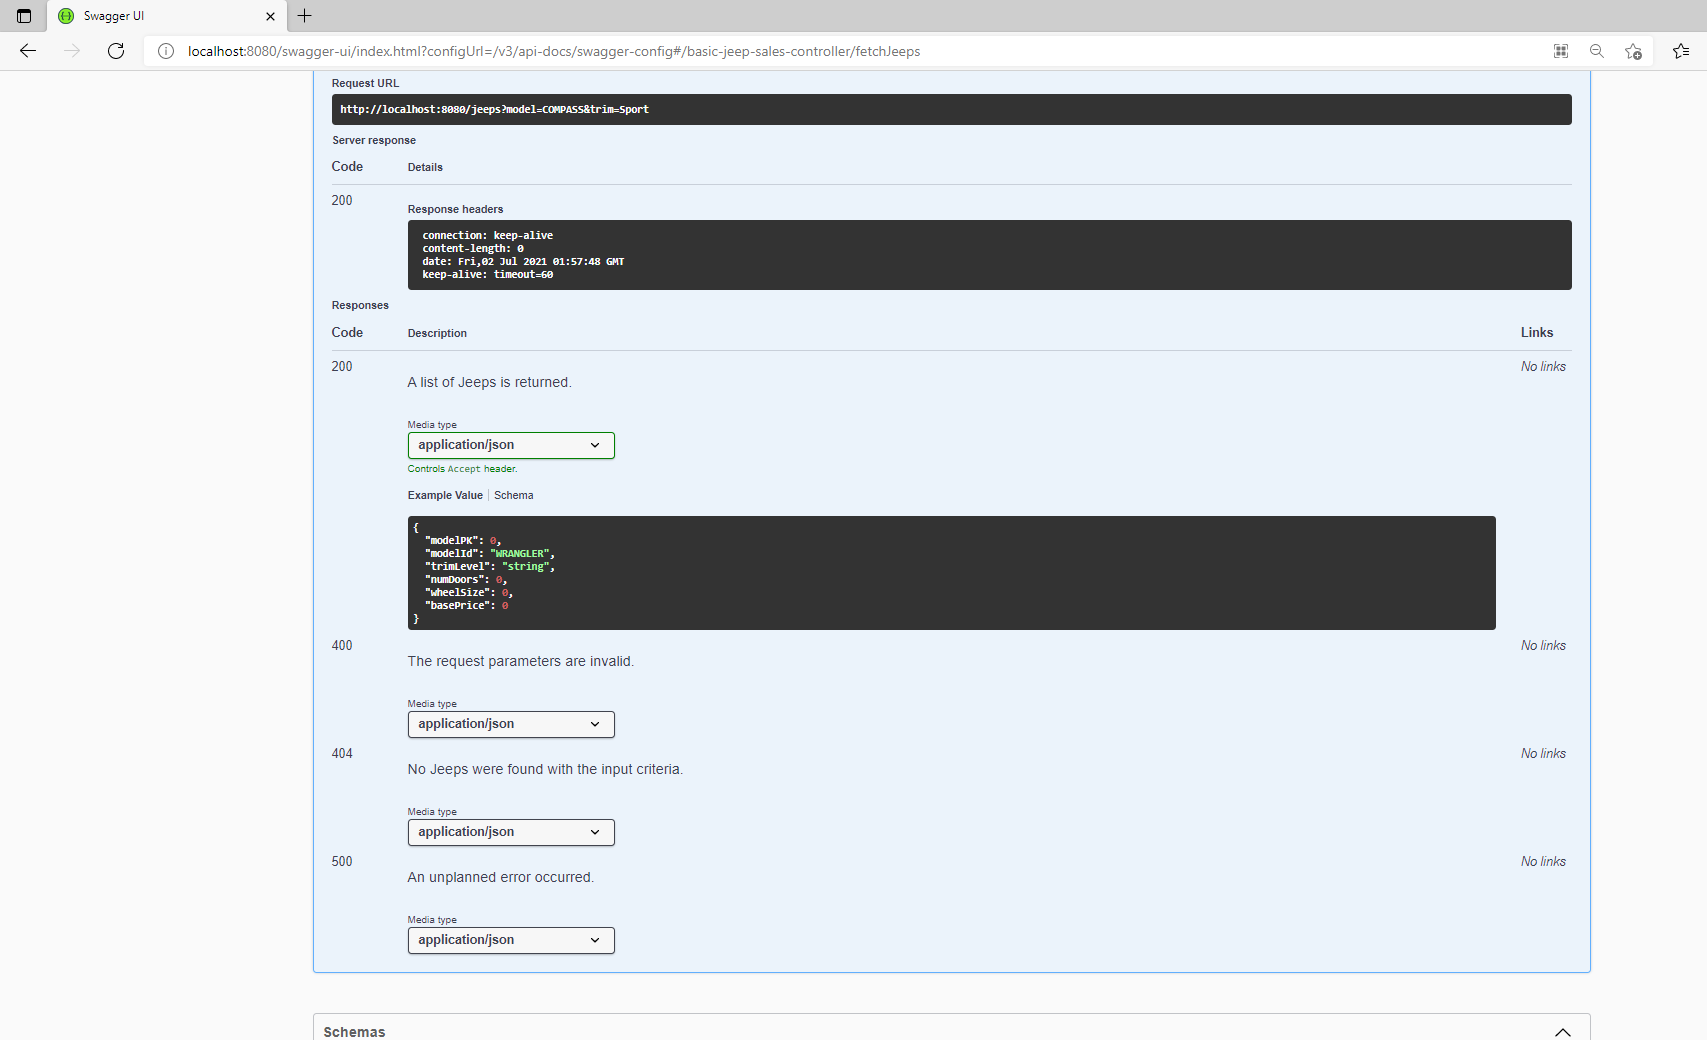 Swagger UI
localhost:8080/swagger-ui/index.html?configUrl=/v3/api-docs/swagger-config#/basic-jeep-sales-controller/fetchJeeps
Request URL
http://localhost:8080/jeeps?model=COMPASS&trim=Sport
Server response
Code Details
200
Response headers
connection: keep-alive
content-length: 0
date: Fri,02 Jul 2021 01:57:48 GMT
keep-alive: timeout=60
Responses
Code Description Links
200 No links
A list of Jeeps is returned.
Media type
application/json
Controls Accept header.
Example Value Schema
{
"modelPK": 0,
"modelId": "WRANGLER",
"trimLevel": "string",
"numDoors": 0,
"wheelSize": 0,
"basePrice": 0
}
400 No links
The request parameters are invalid.
Media type
application/json
404 No links
No Jeeps were found with the input criteria.
Media type
application/json
500 No links
An unplanned error occurred.
Media type
application/json
Schemas